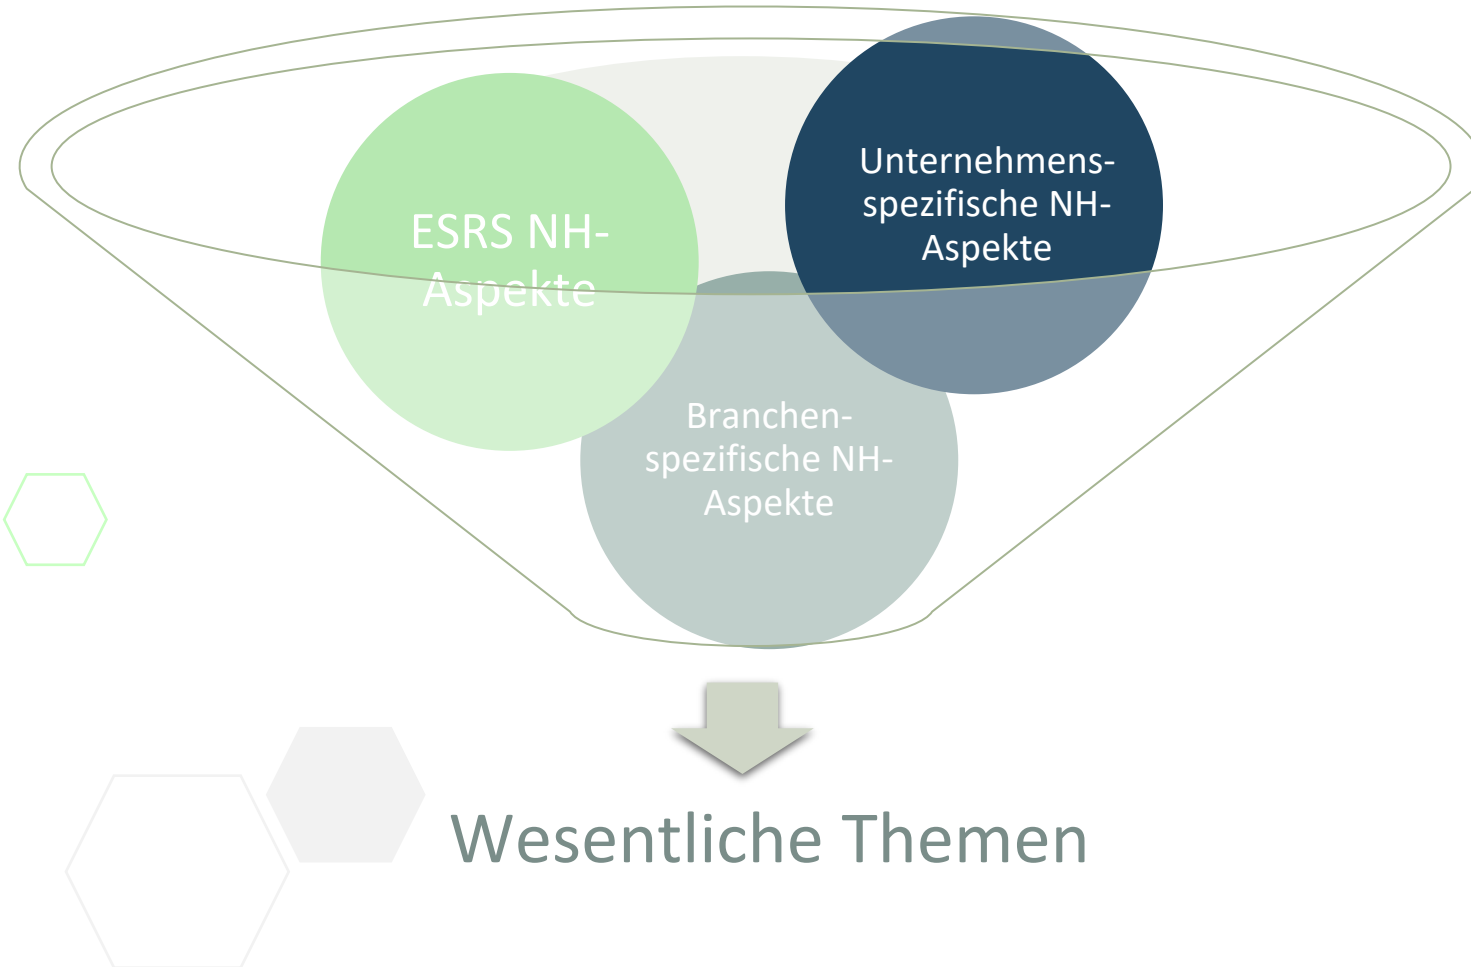 ESRS NH-
Aspekte
Unternehmens-
spezifische NH-
Aspekte
Branchen-
spezifische NH-
Aspekte
Wesentliche Themen